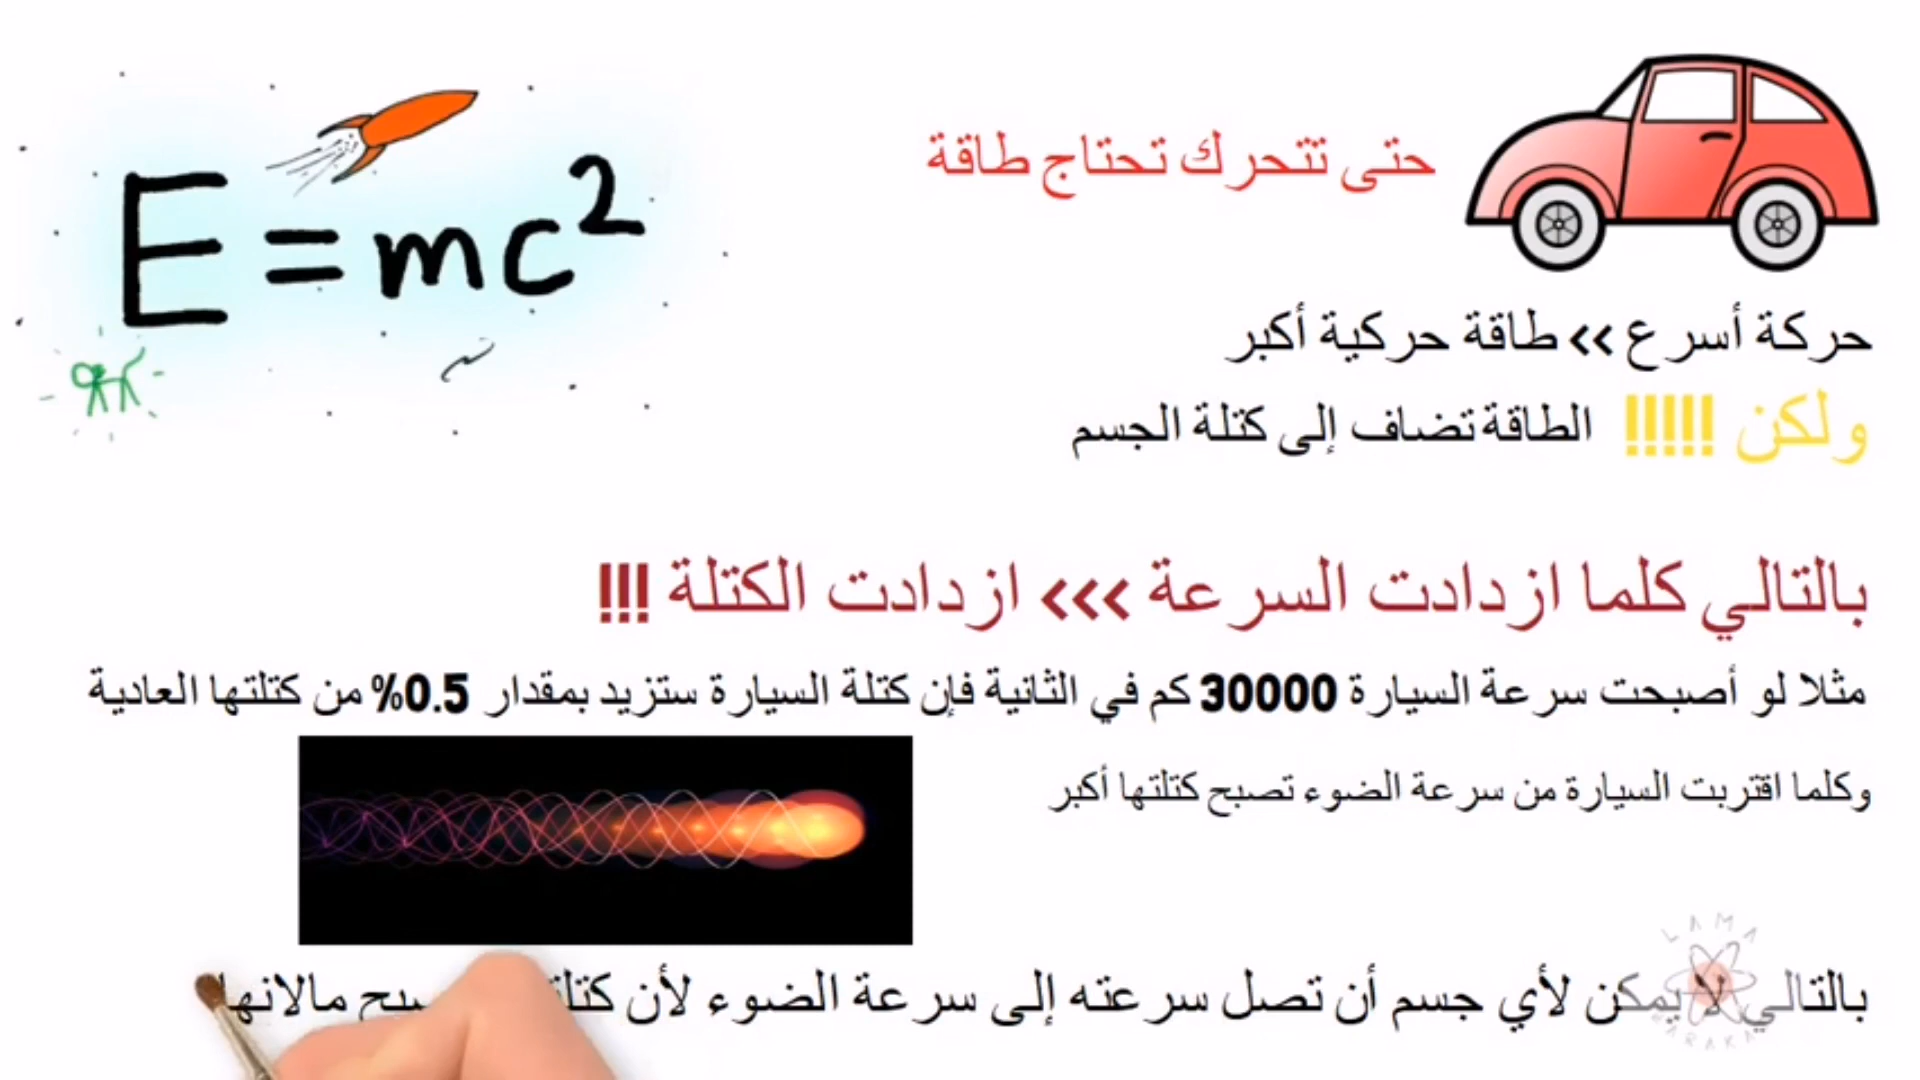 E=mc²
حتى تتحرك تحتاج طاقة
حركة أسرع >> طاقة حركية أكبر
ولكن !!!!! الطاقة تضاف إلى كتلة الجسم
بالتالي كلما ازدادت السرعة >>> ازدادت الكتلة !!!
مثلا لو أصبحت سرعة السيارة 30000 كم في الثانية فإن كتلة السيارة ستزيد بمقدار 0.5% من كتلتها العادية
وكلما اقتربت السيارة من سرعة الضوء تصبح كتلتها أكبر
بالتالي لا يمكن لأي جسم أن تصل سرعته إلى سرعة الضوء لأن
LAMA